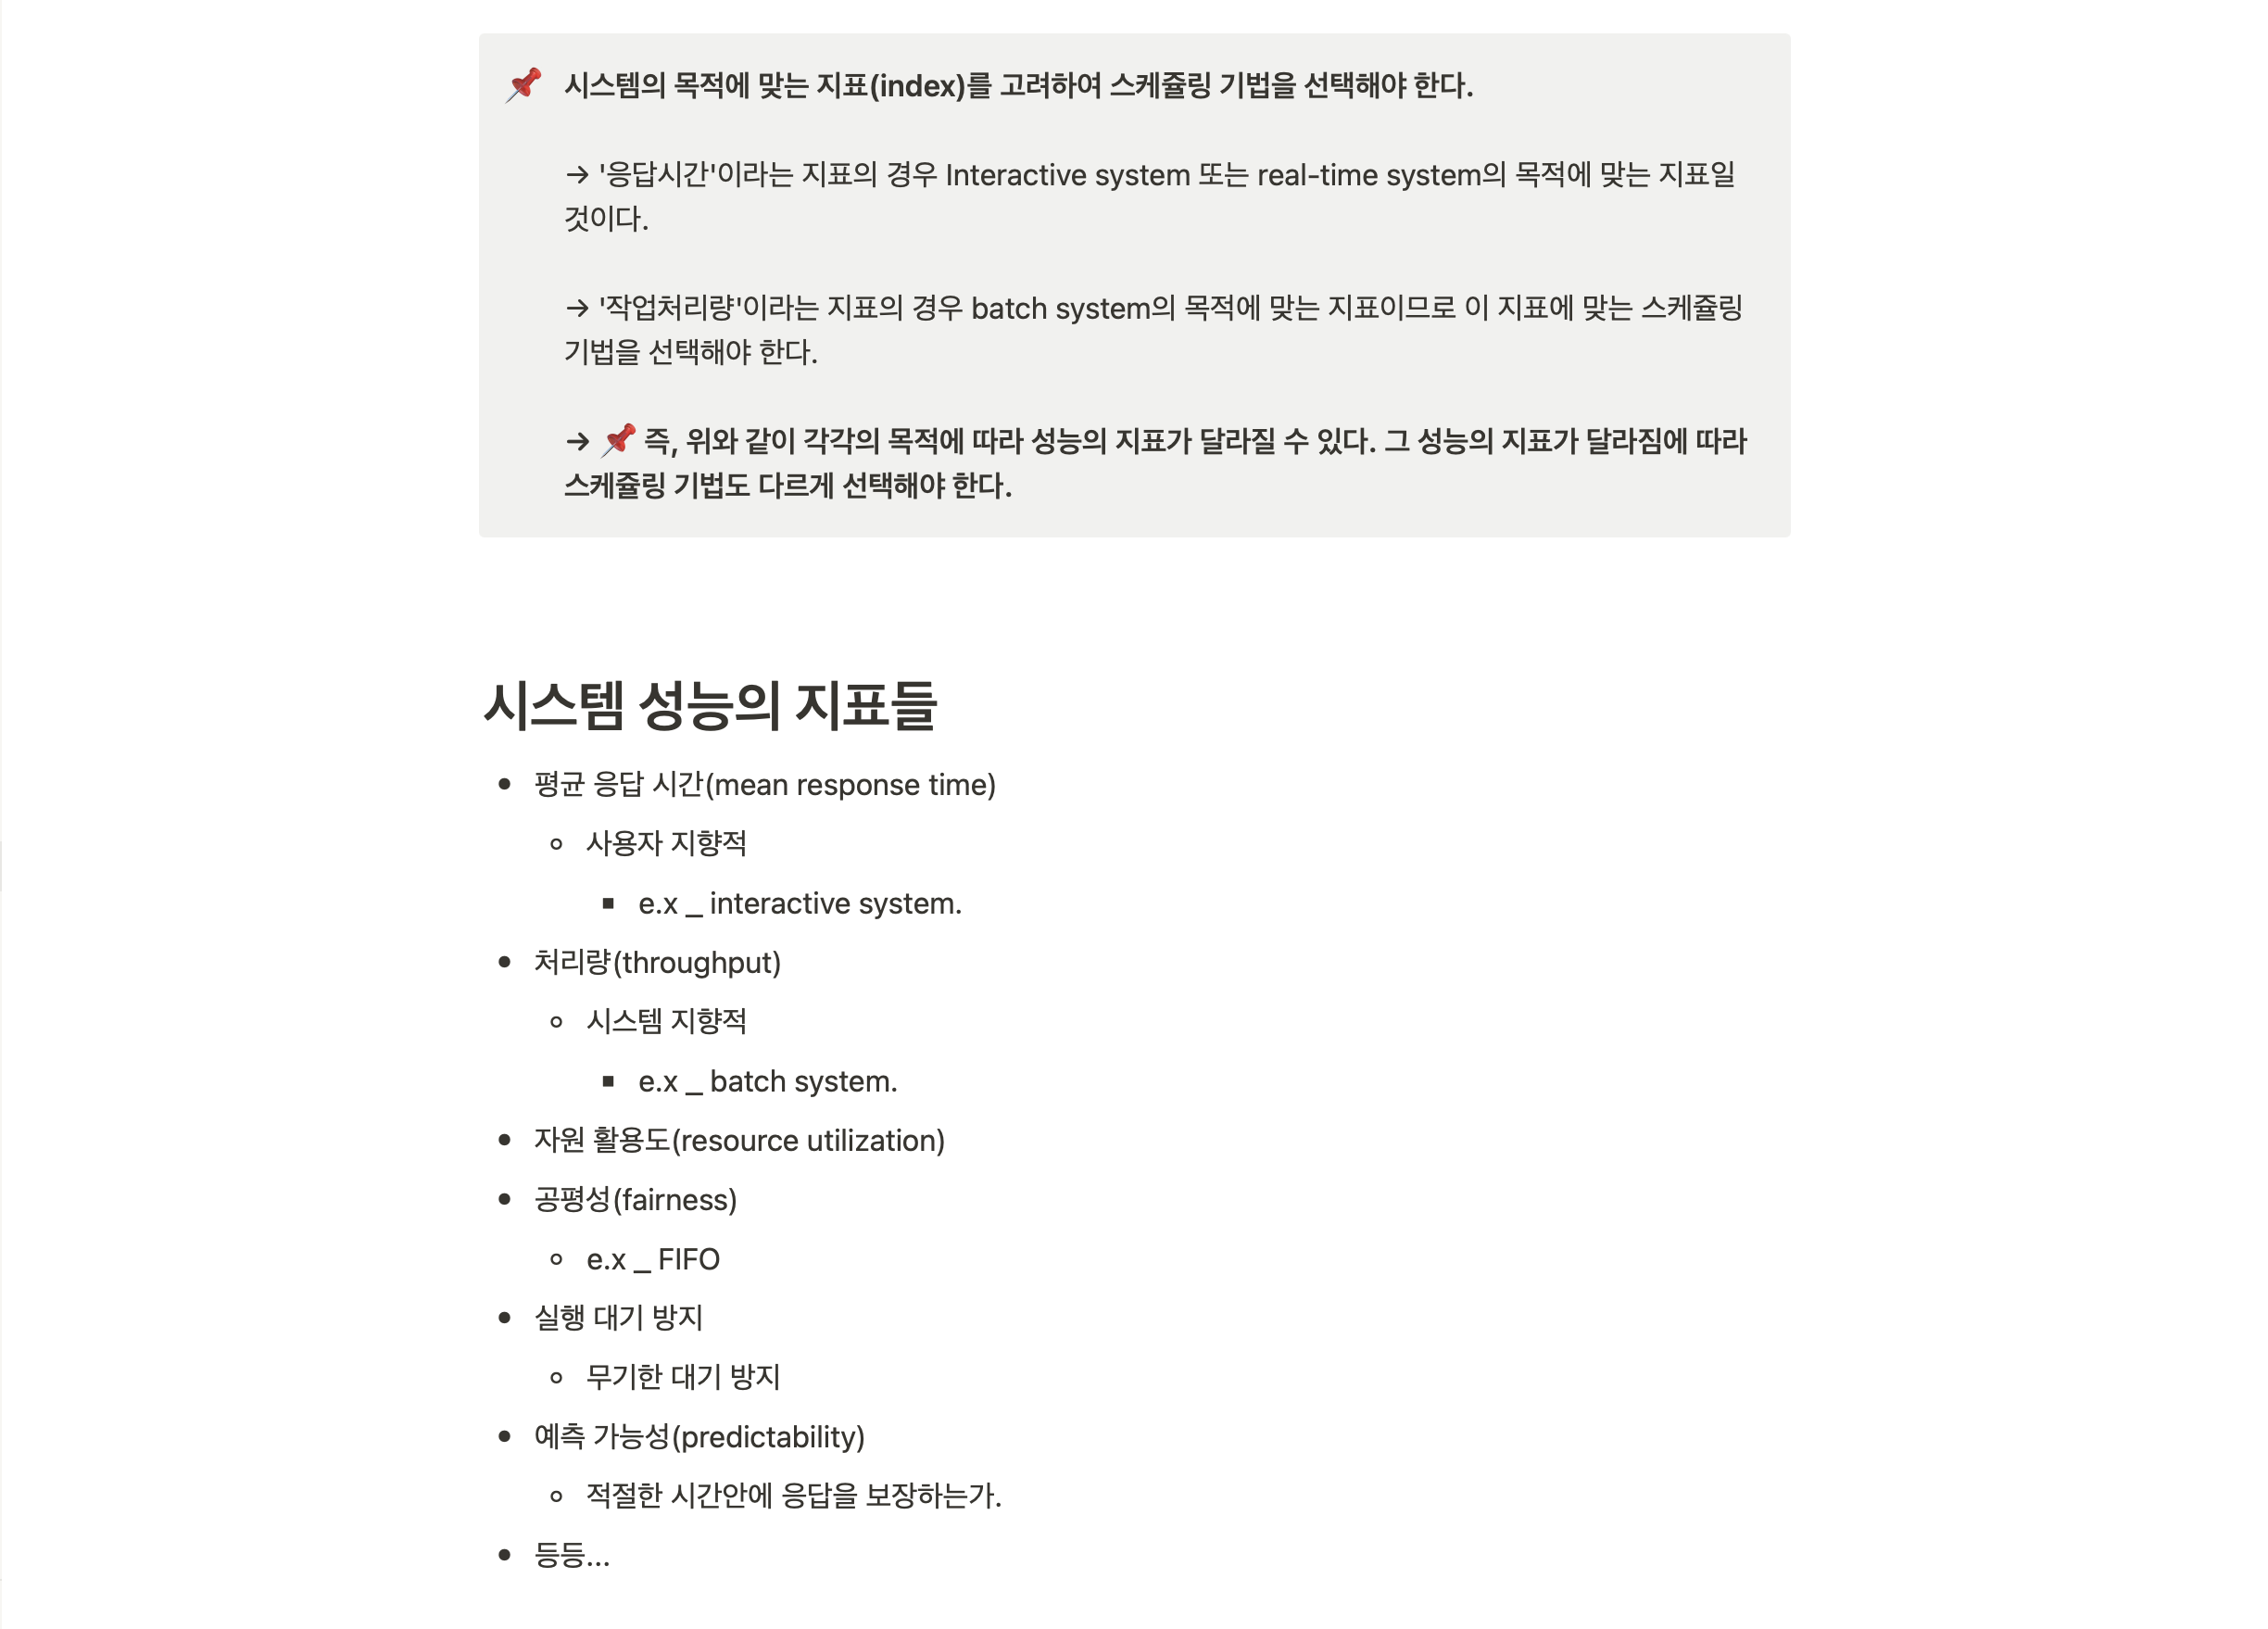 📌 시스템의 목적에 맞는 지표(index)를 고려하여 스케쥴링 기법을 선택해야 한다.
→ '응답시간'이라는 지표의 경우 Interactive system 또는 real-time system의 목적에 맞는 지표일
것이다.
→ '작업처리량'이라는 지표의 경우 batch system의 목적에 맞는 지표이므로 이 지표에 맞는 스케쥴링
기법을 선택해야 한다.
→ 📌 즉, 위와 같이 각각의 목적에 따라 성능의 지표가 달라질 수 있다. 그 성능의 지표가 달라짐에 따라
스케쥴링 기법도 다르게 선택해야 한다.
시스템 성능의 지표들
• 평균 응답 시간(mean response time)
◦ 사용자 지향적
▪ e.x _ interactive system.
• 처리량(throughput)
◦ 시스템 지향적
▪ e.x _ batch system.
• 자원 활용도(resource utilization)
• 공평성(fairness)
◦ e.x _ FIFO
• 실행 대기 방지
◦ 무기한 대기 방지
• 예측 가능성(predictability)
◦ 적절한 시간안에 응답을 보장하는가.
• 등등...